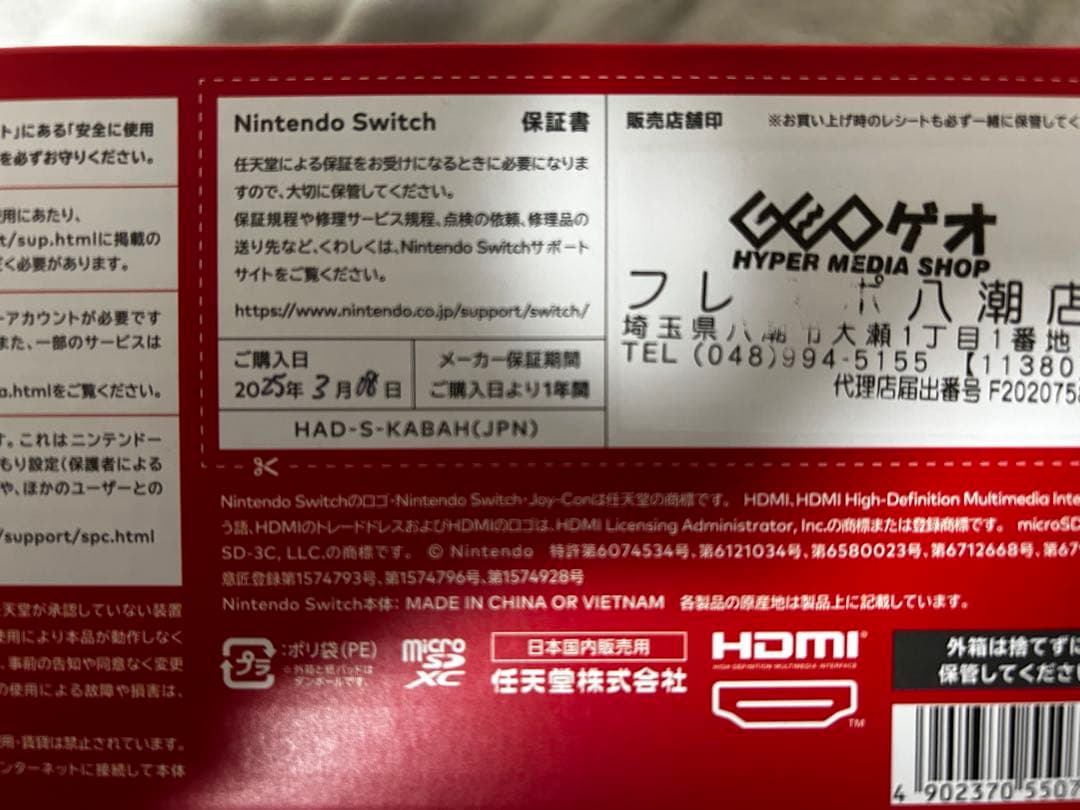 ト」にある「安全に使用
を必ずお守りください。
使用にあたり、
t/sup.htmlに掲載の
く必要があります。
ーアカウントが必要です
また、一部のサービスは
a.htmlをご覧ください。
す。これはニンテンドー
もり設定(保護者による
や、ほかのユーザーとの
/support/spc.html
天堂が承認していない装置
使用により本品が動作しなく
、事前の告知や同意なく変更
の使用による故障や損害は、
用・賃貸は禁止されています。
ンターネットに接続して本体
Nintendo Switch 保証書
任天堂による保証をお受けになるときに必要になりま
すので、大切に保管してください。
保証規程や修理サービス規程、点検の依頼、修理品の
送り先など、くわしくは、Nintendo Switchサポート
サイトをご覧ください。
https://www.nintendo.co.jp/support/switch/
ご購入日
2025年 3月 08日
メーカー保証期間
ご購入日より1年間
HAD-S-KABAH(JPN)
販売店舗印 ※お買い上げ時のレシートも必ず一緒に保管してく
GEO ゲオ
HYPER MEDIA SHOP
フレ ポ八潮店
埼玉県八潮市大瀬1丁目1番地
TEL (048)994-5155 【11380
代理店届出番号 F202075
Nintendo Switchのロゴ・Nintendo Switch・Joy-Conは任天堂の商標です。 HDMI、HDMI High-Definition Multimedia Inte
う語、HDMIのトレードドレスおよびHDMIのロゴは、HDMI Licensing Administrator, Inc.の商標または登録商標です。 microSD
SD-3C, LLC.の商標です。 © Nintendo 特許第6074534号、第6121034号、第6580023号、第6712668号、第67
意匠登録第1574793号、第1574796号、第1574928号
Nintendo Switch本体: MADE IN CHINA OR VIETNAM 各製品の原産地は製品上に記載しています。
プラ
:ポリ袋(PE)
※外箱と紙パッドは
ダンボールです。
micro SD XC
日本国内販売用
任天堂株式会社
HDMI
HIGH-DEFINITION MULTIMEDIA INTERFACE
TM
外箱は捨てずに
保管してくださ
4 902370 5507